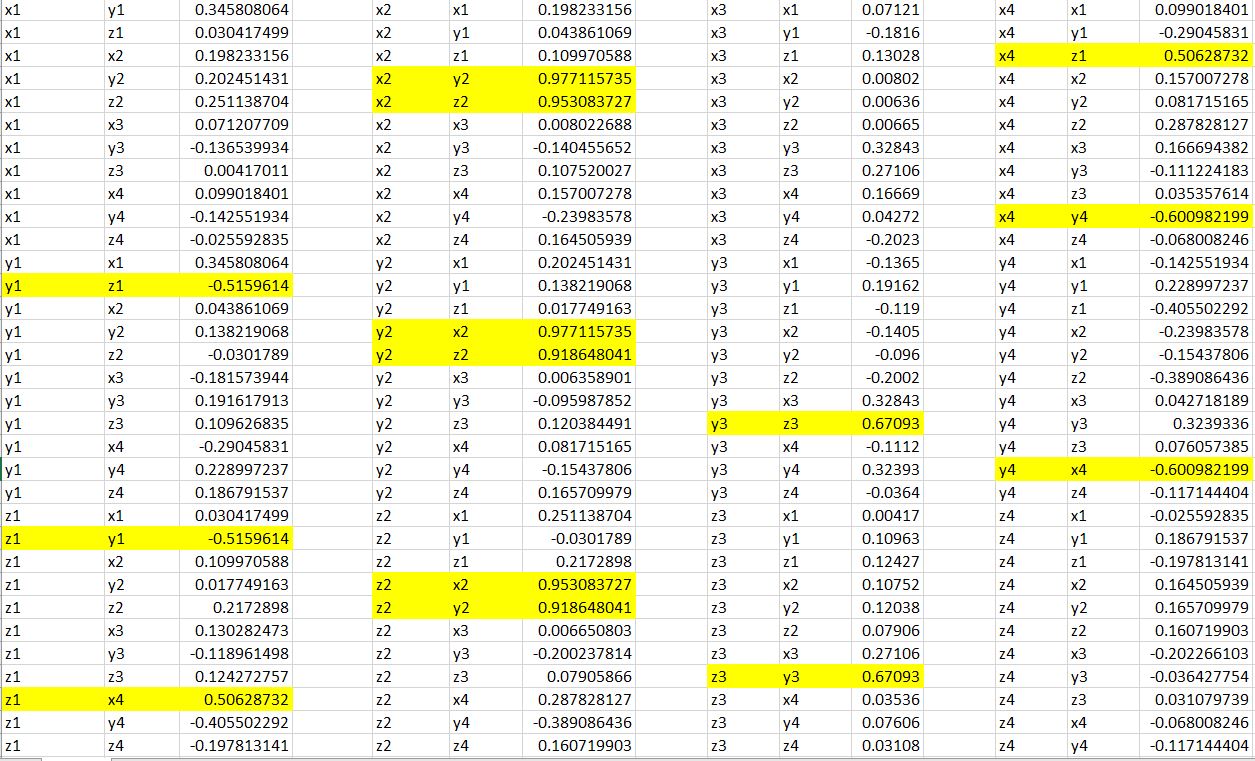 x1 y1 0.345808064 x2 x1 0.198233156 x3 x1 0.07121 x4 x1 0.099018401
x1 z1 0.030417499 x2 y1 0.043861069 x3 y1 -0.1816 x4 y1 -0.29045831
x1 x2 0.198233156 x2 z1 0.109970588 x3 z1 0.13028 x4 z1 0.50628732
x1 y2 0.202451431 x2 y2 0.977115735 x3 x2 0.00802 x4 x2 0.157007278
x1 z2 0.251138704 x2 z2 0.953083727 x3 y2 0.00636 x4 y2 0.081715165
x1 x3 0.071207709 x2 x3 0.008022688 x3 z2 0.00665 x4 z2 0.287828127
x1 y3 -0.136539934 x2 y3 -0.140455652 x3 y3 0.32843 x4 x3 0.166694382
x1 z3 0.00417011 x2 z3 0.107520027 x3 z3 0.27106 x4 y3 -0.111224183
x1 x4 0.099018401 x2 x4 0.157007278 x3 x4 0.16669 x4 z3 0.035357614
x1 y4 -0.142551934 x2 y4 -0.23983578 x3 y4 0.04272 x4 y4 -0.600982199
x1 z4 -0.025592835 x2 z4 0.164505939 x3 z4 -0.2023 x4 z4 -0.068008246
y1 x1 0.345808064 y2 x1 0.202451431 y3 x1 -0.1365 y4 x1 -0.142551934
y1 z1 -0.5159614 y2 y1 0.138219068 y3 y1 0.19162 y4 y1 0.228997237
y1 x2 0.043861069 y2 z1 0.017749163 y3 z1 -0.119 y4 z1 -0.405502292
y1 y2 0.138219068 y2 x2 0.977115735 y3 x2 -0.1405 y4 x2 -0.23983578
y1 z2 -0.0301789 y2 z2 0.918648041 y3 y2 -0.096 y4 y2 -0.15437806
y1 x3 -0.181573944 y2 x3 0.006358901 y3 z2 -0.2002 y4 z2 -0.389086436
y1 y3 0.191617913 y2 y3 -0.095987852 y3 x3 0.32843 y4 x3 0.042718189
y1 z3 0.109626835 y2 z3 0.120384491 y3 z3 0.67093 y4 y3 0.3239336
y1 x4 -0.29045831 y2 x4 0.081715165 y3 x4 -0.1112 y4 z3 0.076057385
y1 y4 0.228997237 y2 y4 -0.15437806 y3 y4 0.32393 y4 x4 -0.600982199
y1 z4 0.186791537 y2 z4 0.165709979 y3 z4 -0.0364 y4 z4 -0.117144404
z1 x1 0.030417499 z2 x1 0.251138704 z3 x1 0.00417 z4 x1 -0.025592835
z1 y1 -0.5159614 z2 y1 -0.0301789 z3 y1 0.10963 z4 y1 0.186791537
z1 x2 0.109970588 z2 z1 0.2172898 z3 z1 0.12427 z4 z1 -0.197813141
z1 y2 0.017749163 z2 x2 0.953083727 z3 x2 0.10752 z4 x2 0.164505939
z1 z2 0.2172898 z2 y2 0.918648041 z3 y2 0.12038 z4 y2 0.165709979
z1 x3 0.130282473 z2 x3 0.006650803 z3 z2 0.07906 z4 z2 0.160719903
z1 y3 -0.118961498 z2 y3 -0.200237814 z3 x3 0.27106 z4 x3 -0.202266103
z1 z3 0.124272757 z2 z3 0.07905866 z3 y3 0.67093 z4 y3 -0.036427754
z1 x4 0.50628732 z2 x4 0.287828127 z3 x4 0.03536 z4 z3 0.031079739
z1 y4 -0.405502292 z2 y4 -0.389086436 z3 y4 0.07606 z4 x4 -0.068008246
z1 z4 -0.197813141 z2 z4 0.160719903 z3 z4 0.03108 z4 y4 -0.117144404